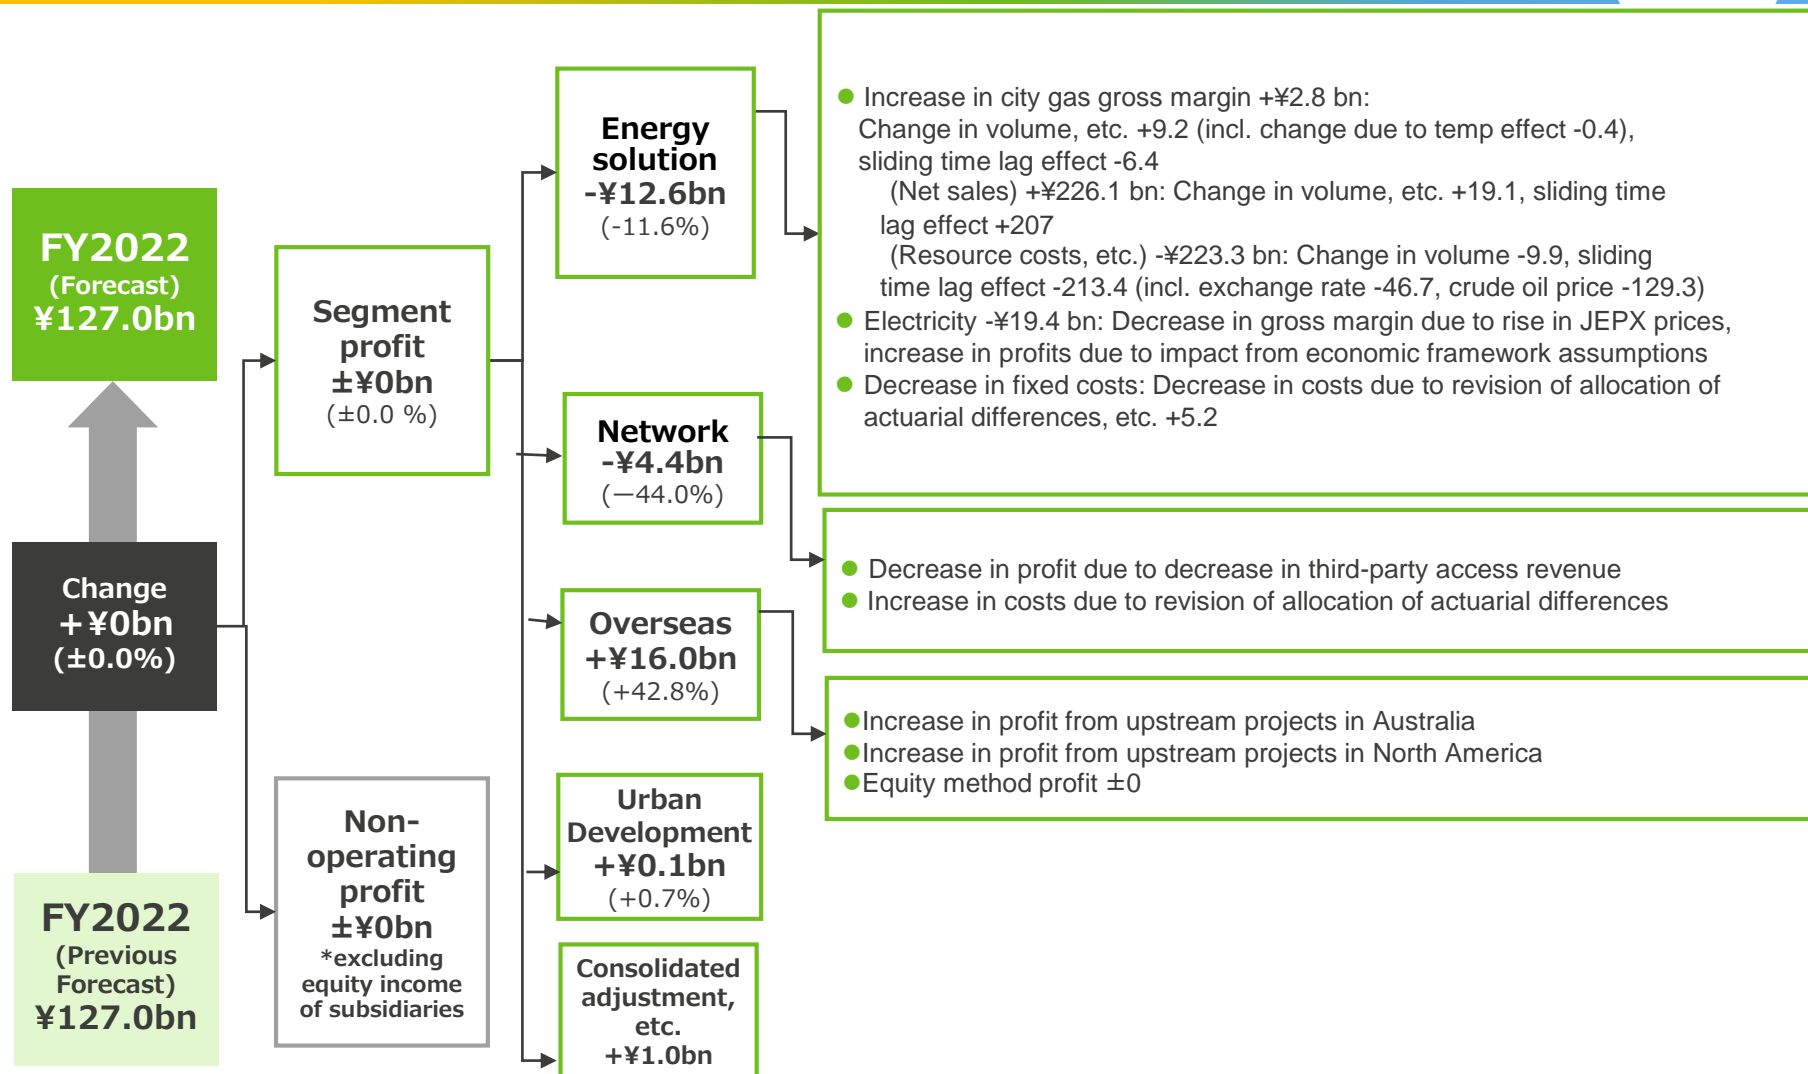 FY2022
(Forecast)
¥127.0bn
Change
+¥0bn
(±0.0%)
FY2022
(Previous
Forecast)
¥127.0bn
Segment
profit
±¥0bn
(±0.0 %)
Non-
operating
profit
±¥0bn
*excluding
equity income
of subsidiaries
Energy
solution
-¥12.6bn
(-11.6%)
Network
-¥4.4bn
(—44.0%)
Overseas
+¥16.0bn
(+42.8%)
Urban
Development
+¥0.1bn
(+0.7%)
Consolidated
adjustment,
etc.
+¥1.0bn
● Increase in city gas gross margin +¥2.8 bn:
Change in volume, etc. +9.2 (incl. change due to temp effect -0.4),
sliding time lag effect -6.4
(Net sales) +¥226.1 bn: Change in volume, etc. +19.1, sliding time
lag effect +207
(Resource costs, etc.) -¥223.3 bn: Change in volume -9.9, sliding
time lag effect -213.4 (incl. exchange rate -46.7, crude oil price -129.3)
● Electricity -¥19.4 bn: Decrease in gross margin due to rise in JEPX prices,
increase in profits due to impact from economic framework assumptions
● Decrease in fixed costs: Decrease in costs due to revision of allocation of
actuarial differences, etc. +5.2
● Decrease in profit due to decrease in third-party access revenue
● Increase in costs due to revision of allocation of actuarial differences
●Increase in profit from upstream projects in Australia
●Increase in profit from upstream projects in North America
●Equity method profit ±0